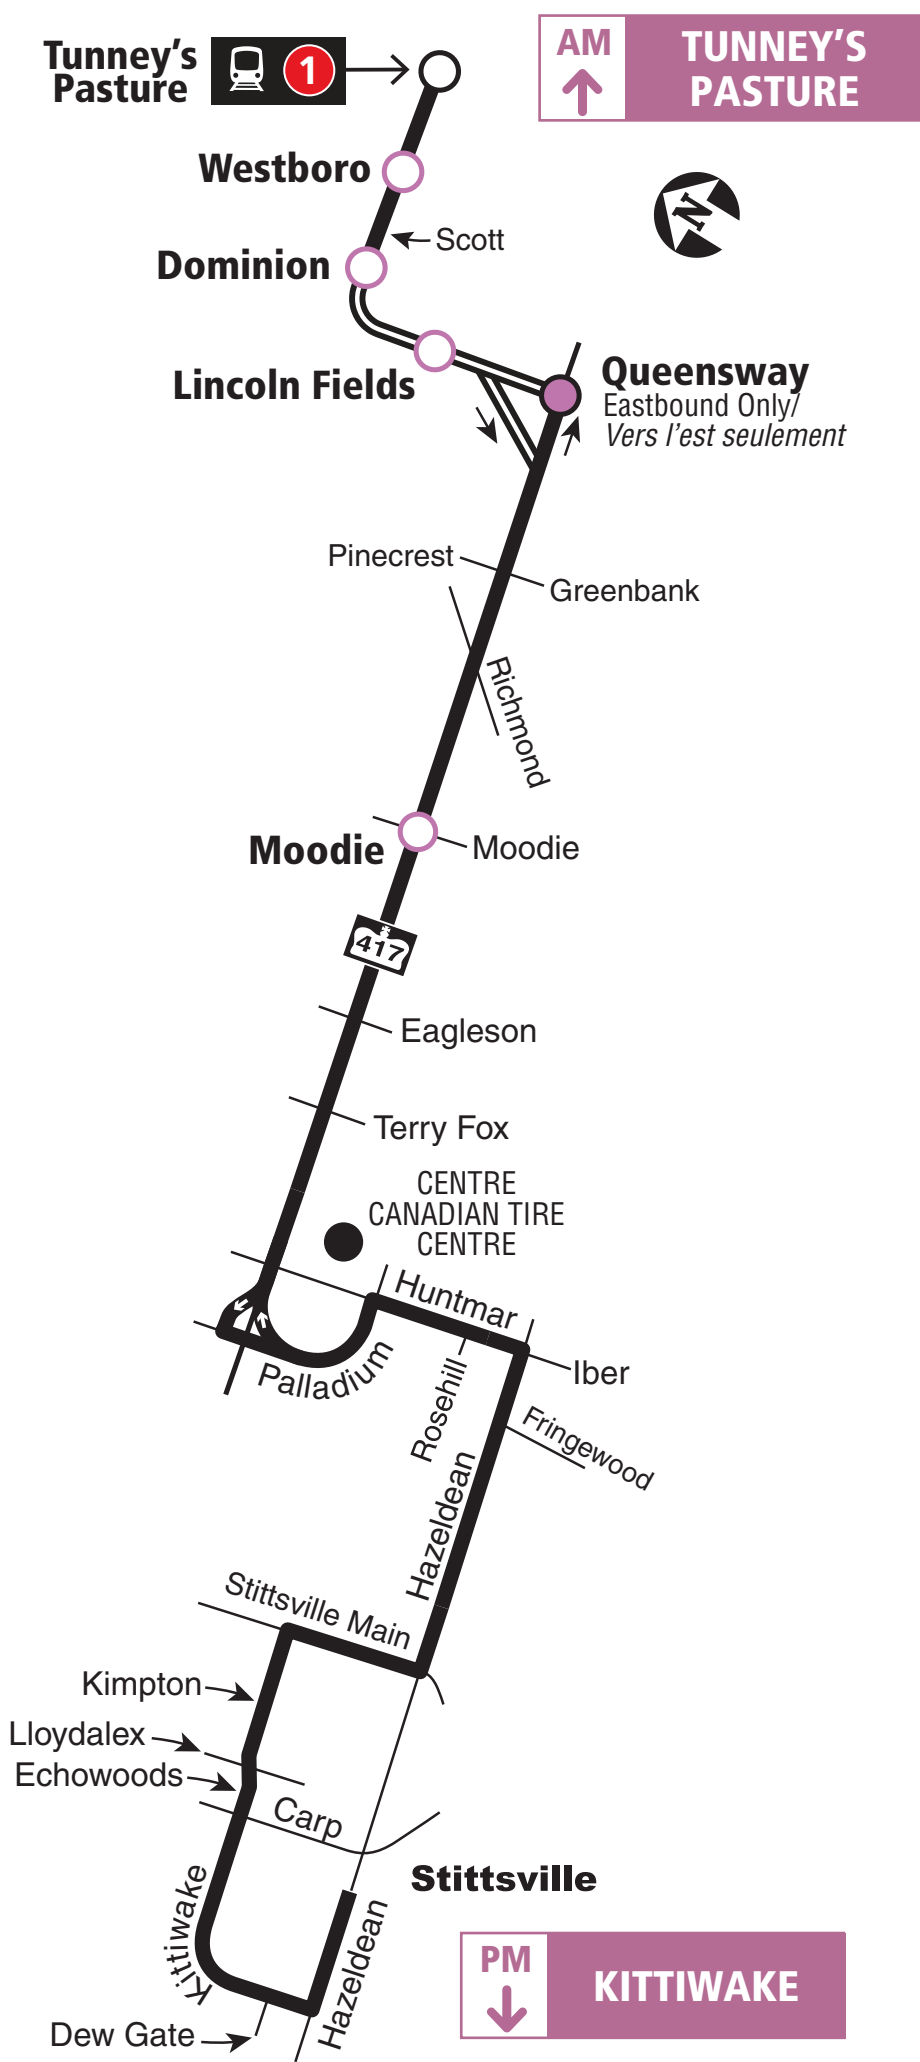 Tunney's
Pasture
1
AM
TUNNEY'S
PASTURE
Westboro
N
Scott
Dominion
Lincoln Fields
Queensway
Eastbound Only/
Vers l'est seulement
Pinecrest
Greenbank
Richmond
Moodie
Moodie
417
Eagleson
Terry Fox
CENTRE
CANADIAN TIRE
CENTRE
Huntmar
Palladium
Rosehill
Iber
Fringewood
Hazeldean
Stittsville Main
Kimpton
Lloydalex
Echowoods
Carp
Stittsville
Kittiwake
Hazeldean
Dew Gate
PM
KITTIWAKE